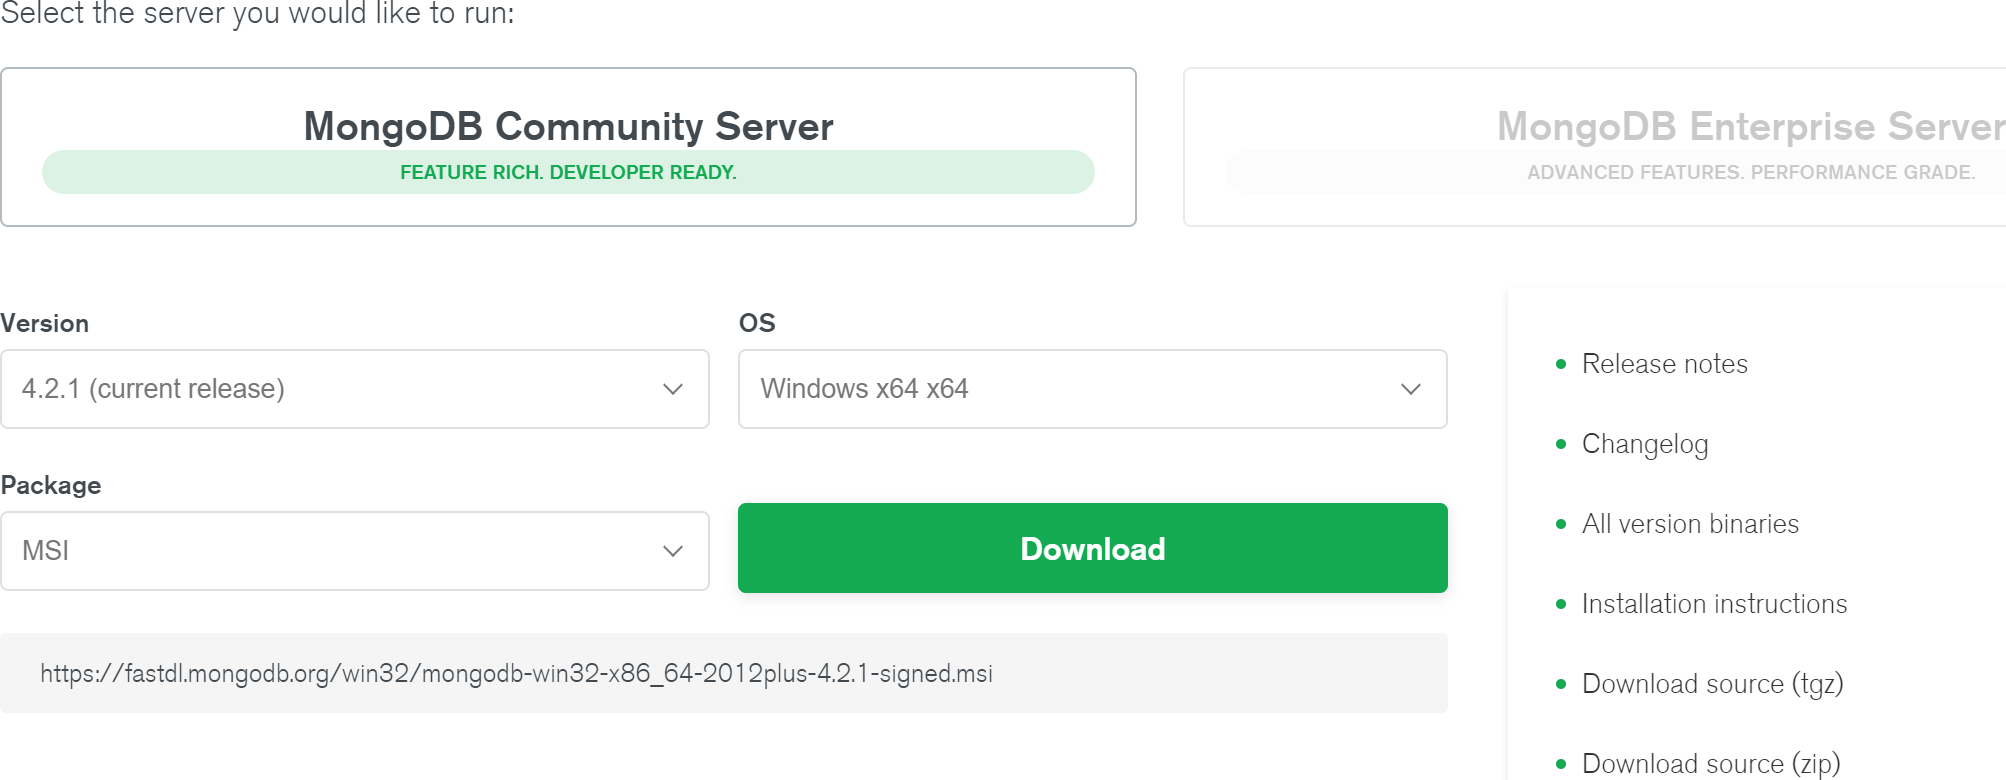 Select the server you would like to run:
MongoDB Community Server
FEATURE RICH. DEVELOPER READY.
MongoDB Enterprise Server
ADVANCED FEATURES. PERFORMANCE GRADE.
Version
4.2.1 (current release)
OS
Windows x64 x64
Package
MSI
Download
https://fastdl.mongodb.org/win32/mongodb-win32-x86_64-2012plus-4.2.1-signed.msi
Release notes
Changelog
All version binaries
Installation instructions
Download source (tgz)
Download source (zip)